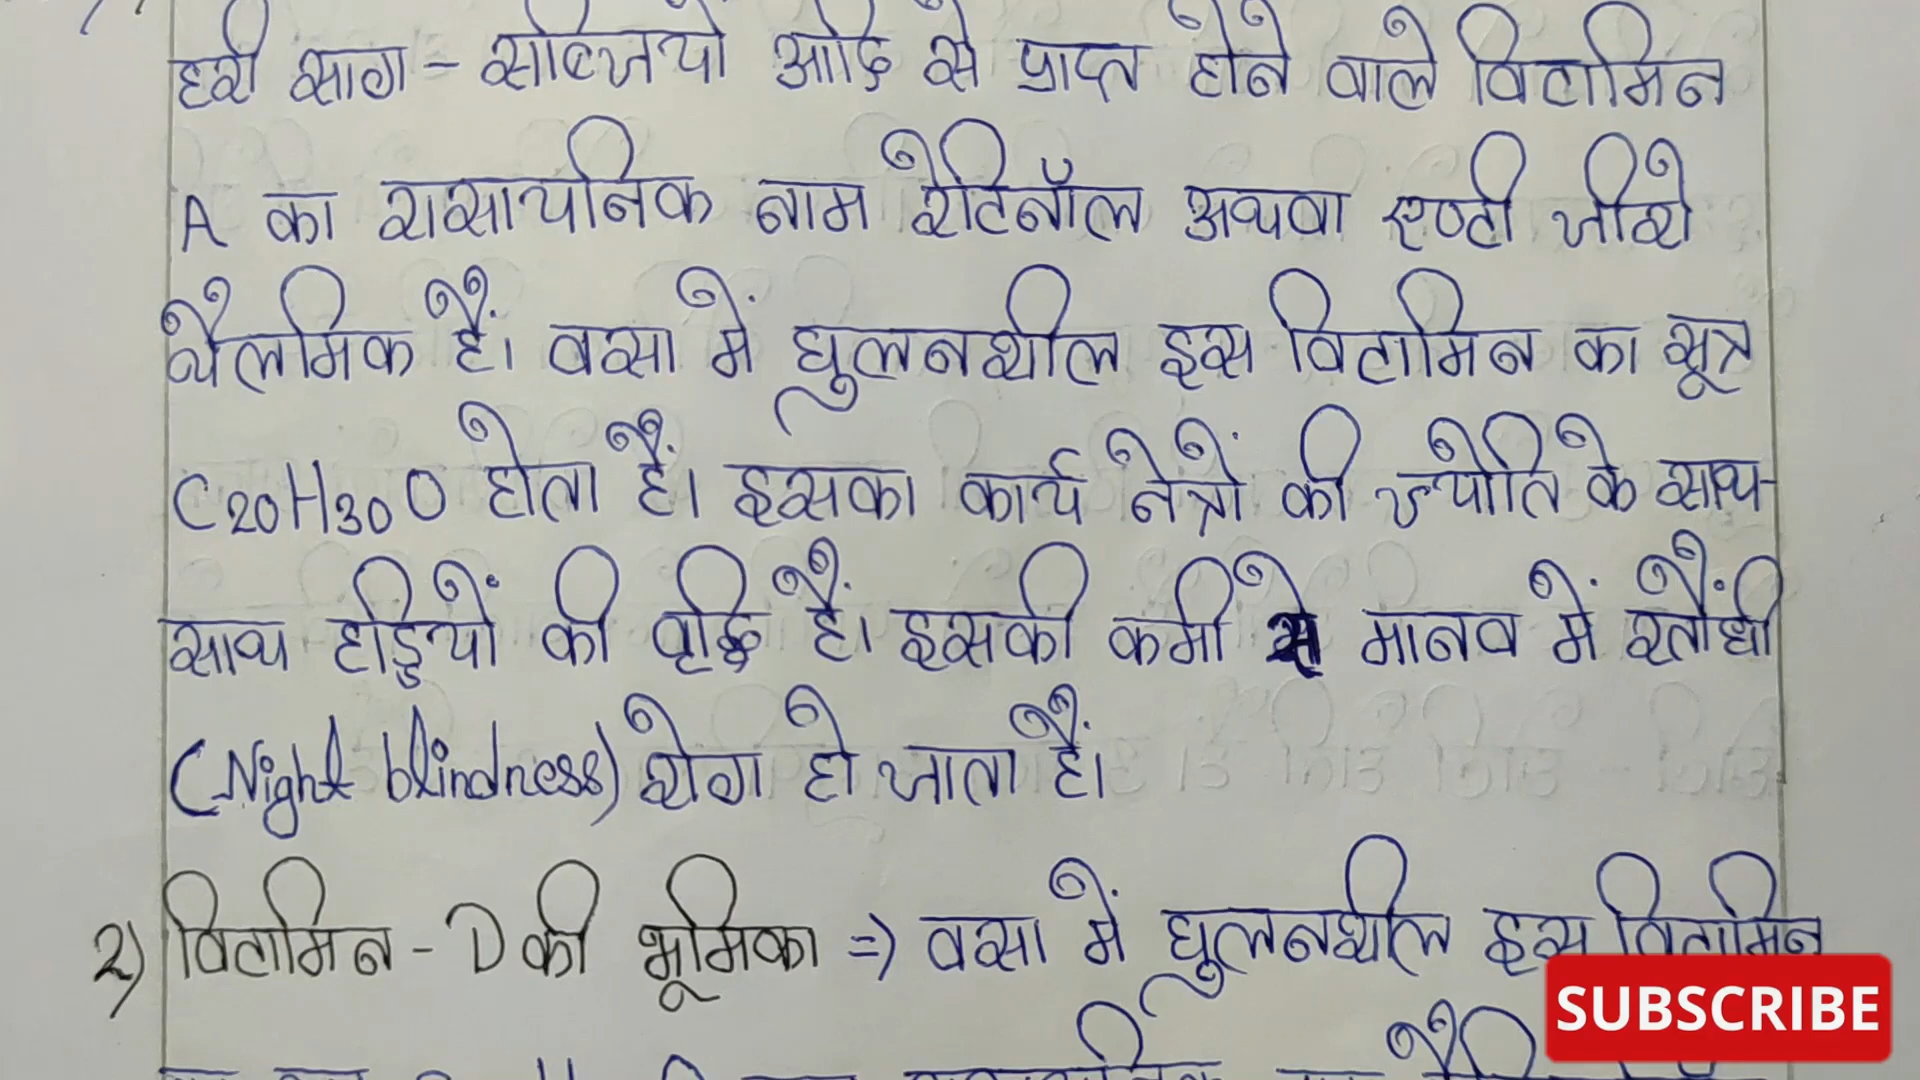 हरी साग - सब्जियों आदि से प्राप्त होने वाले विटामिन
A का रासायनिक नाम रेटिनॉल अथवा एण्टी जीरो
थैलमिक हैं। वसा में घुलनशील इस विटामिन का सूत्र
C20H30O होता हैं। इसका कार्य नेत्रों की ज्योति के साथ-
साथ हड्डियों की वृद्धि हैं। इसकी कमी से मानव में रतौंधी
(Night blindness) रोग हो जाता हैं।
2) विटामिन - D की भूमिका => वसा में घुलनशील इस विटामिन
SUBSCRIBE